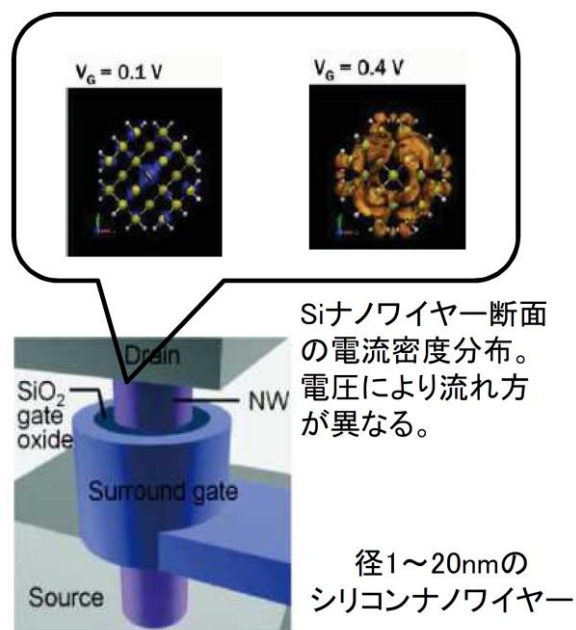 V_G = 0.1 V
V_G = 0.4 V
Siナノワイヤー断面
の電流密度分布。
電圧により流れ方
が異なる。
Drain
SiO₂
gate
oxide
NW
Surround gate
Source
径1～20nmの
シリコンナノワイヤー